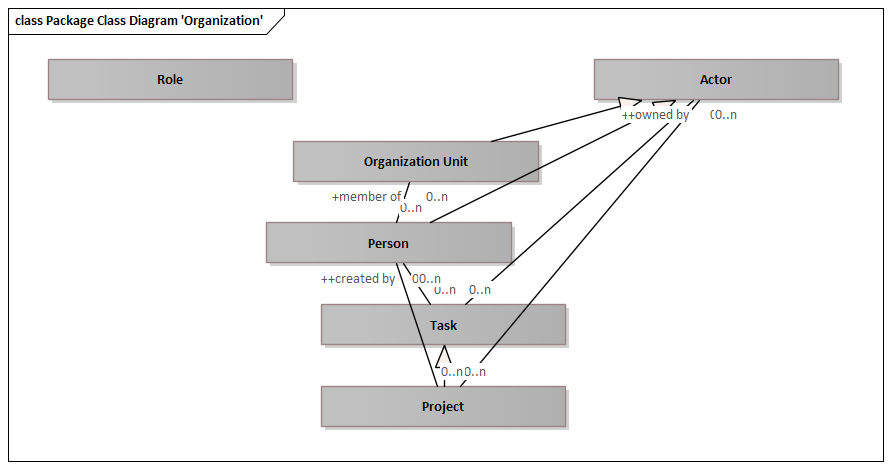 class Package Class Diagram 'Organization'
Role
Actor
++owned by
00..n
Organization Unit
+member of
0..n
0..n
Person
++created by
00..n
0..n
0..n
Task
0..n
0..n
Project